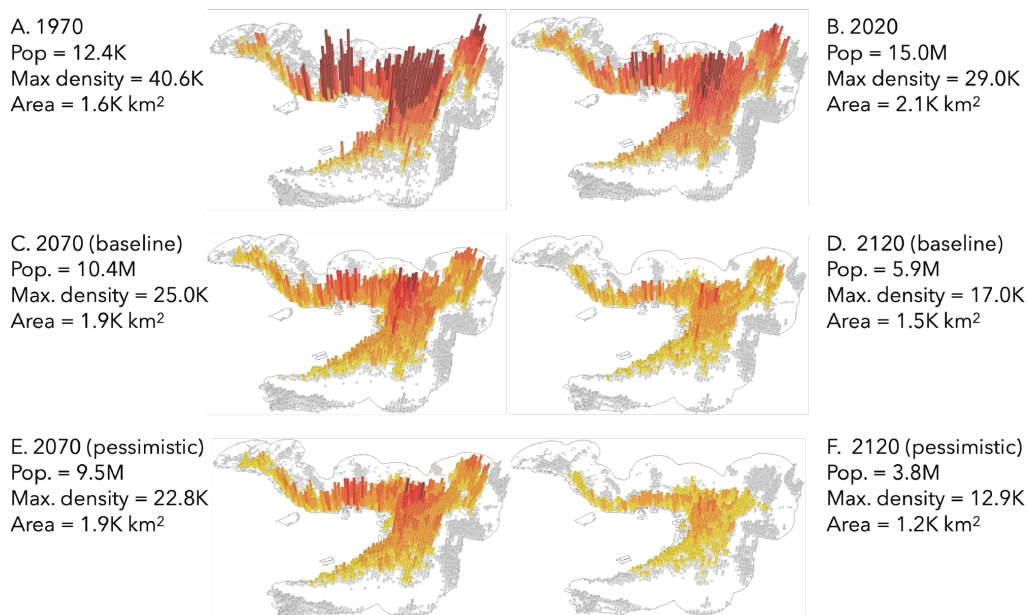 A. 1970
Pop = 12.4K
Max density = 40.6K
Area = 1.6K km²
B. 2020
Pop = 15.0M
Max density = 29.0K
Area = 2.1K km²
C. 2070 (baseline)
Pop. = 10.4M
Max. density = 25.0K
Area = 1.9K km²
D. 2120 (baseline)
Pop. = 5.9M
Max. density = 17.0K
Area = 1.5K km²
E. 2070 (pessimistic)
Pop. = 9.5M
Max. density = 22.8K
Area = 1.9K km²
F. 2120 (pessimistic)
Pop. = 3.8M
Max. density = 12.9K
Area = 1.2K km²